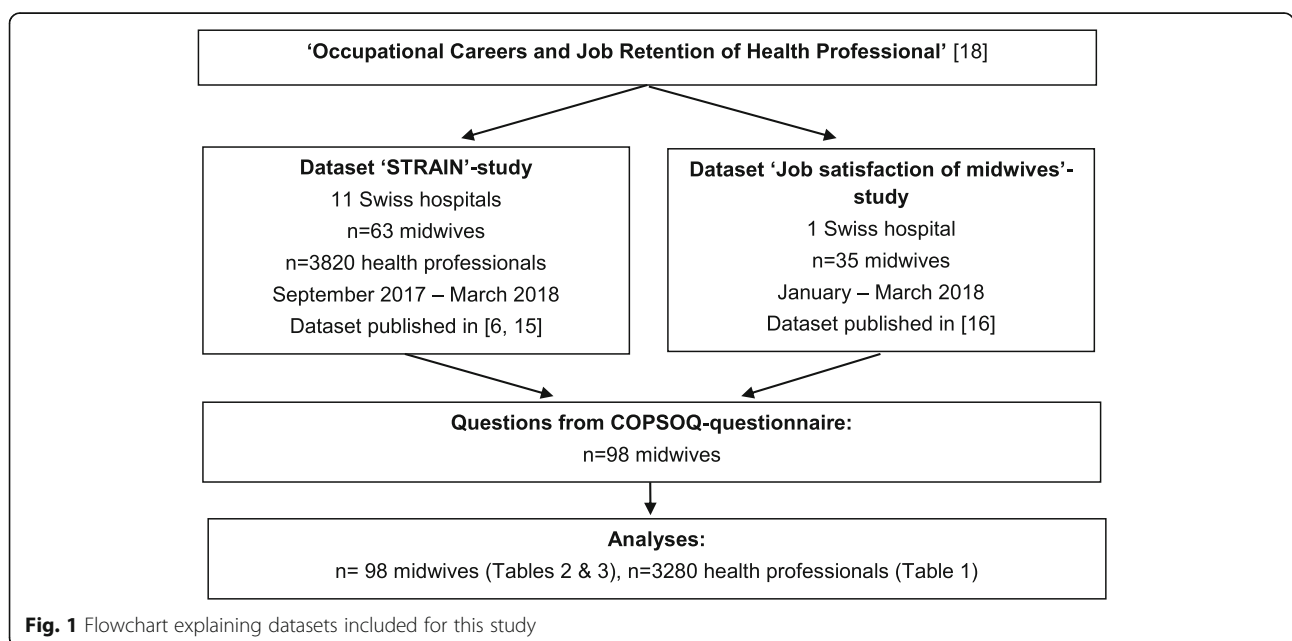 ‘Occupational Careers and Job Retention of Health Professional’ [18]
Dataset ‘STRAIN’-study
11 Swiss hospitals
n=63 midwives
n=3820 health professionals
September 2017 – March 2018
Dataset published in [6, 15]
Dataset ‘Job satisfaction of midwives’-
study
1 Swiss hospital
n=35 midwives
January – March 2018
Dataset published in [16]
Questions from COPSOQ-questionnaire:
n=98 midwives
Analyses:
n= 98 midwives (Tables 2 & 3), n=3280 health professionals (Table 1)
Fig. 1 Flowchart explaining datasets included for this study